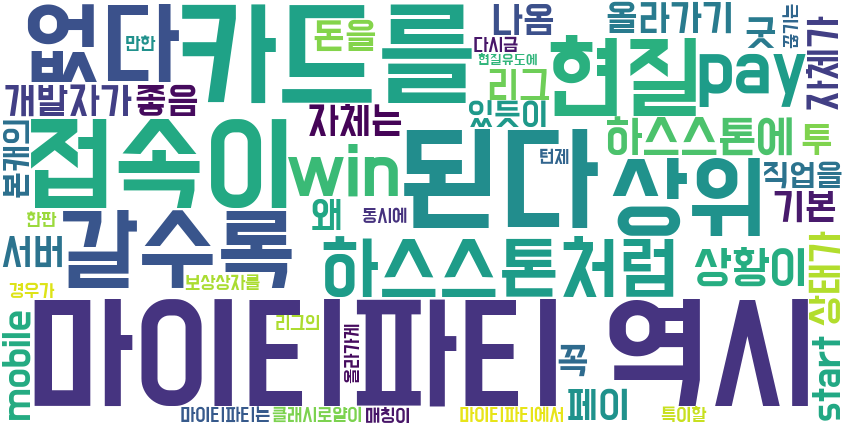 없다
만한
카드를
돈을
나옴
다시금
현질유도에
리그
올라가기
굿
끊기는
자체가
개발자가
좋음
자체는
있듯이
현질
pay
본캐의
접속이
win
된다
턴제
하스스톤에
투
상위
직업을
기본
한판
갈수록
왜
동시에
서버
하스스톤처럼
상황이
상태가
경우가
보상상자를
마이티파티
역시
리그의
올라가게
꼭
페이
mobile
start
마이티파티는
클래시로얄이
매칭이
마이티파티에서
특이할